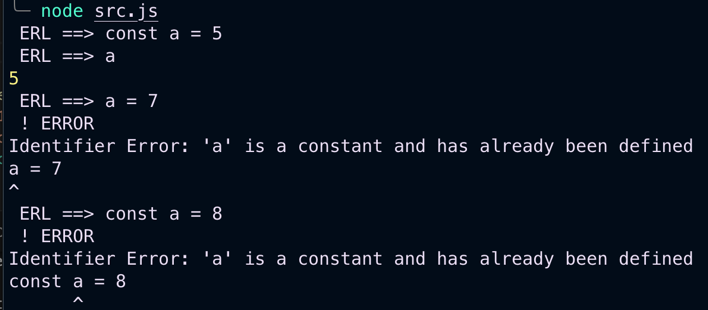 node src.js
ERL ==> const a = 5
ERL ==> a
5
ERL ==> a = 7
! ERROR
Identifier Error: 'a' is a constant and has already been defined
a = 7
^
ERL ==> const a = 8
! ERROR
Identifier Error: 'a' is a constant and has already been defined
const a = 8
^